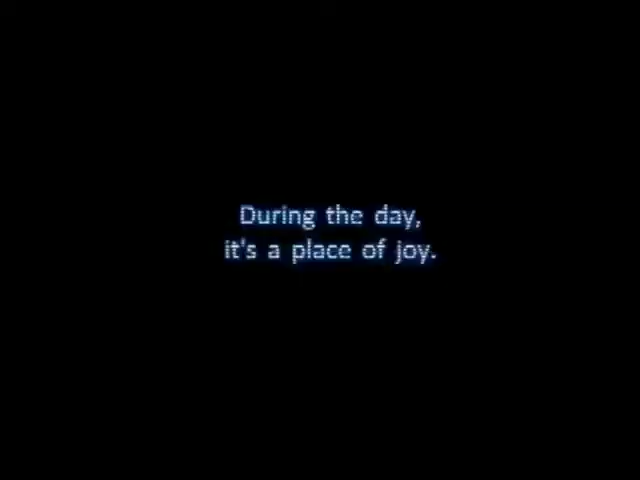 During the day,
it's a place of joy.